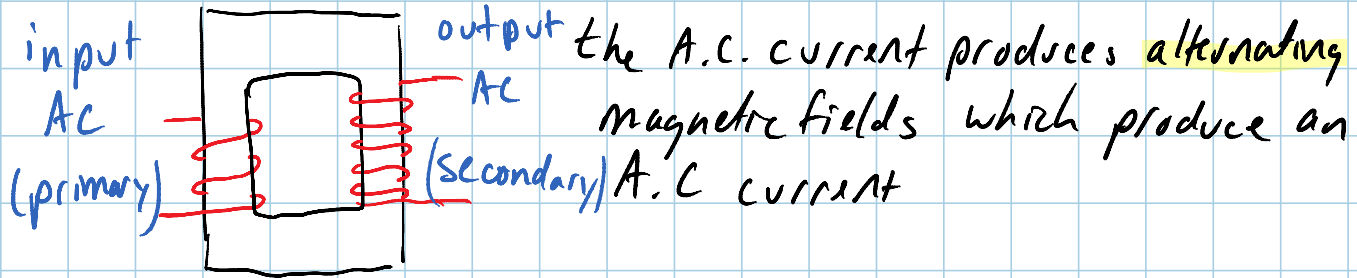 input
AC
(primary)
output
AC
(secondary)
the A.C. current produces alternating
magnetic fields which produce an
A.C current